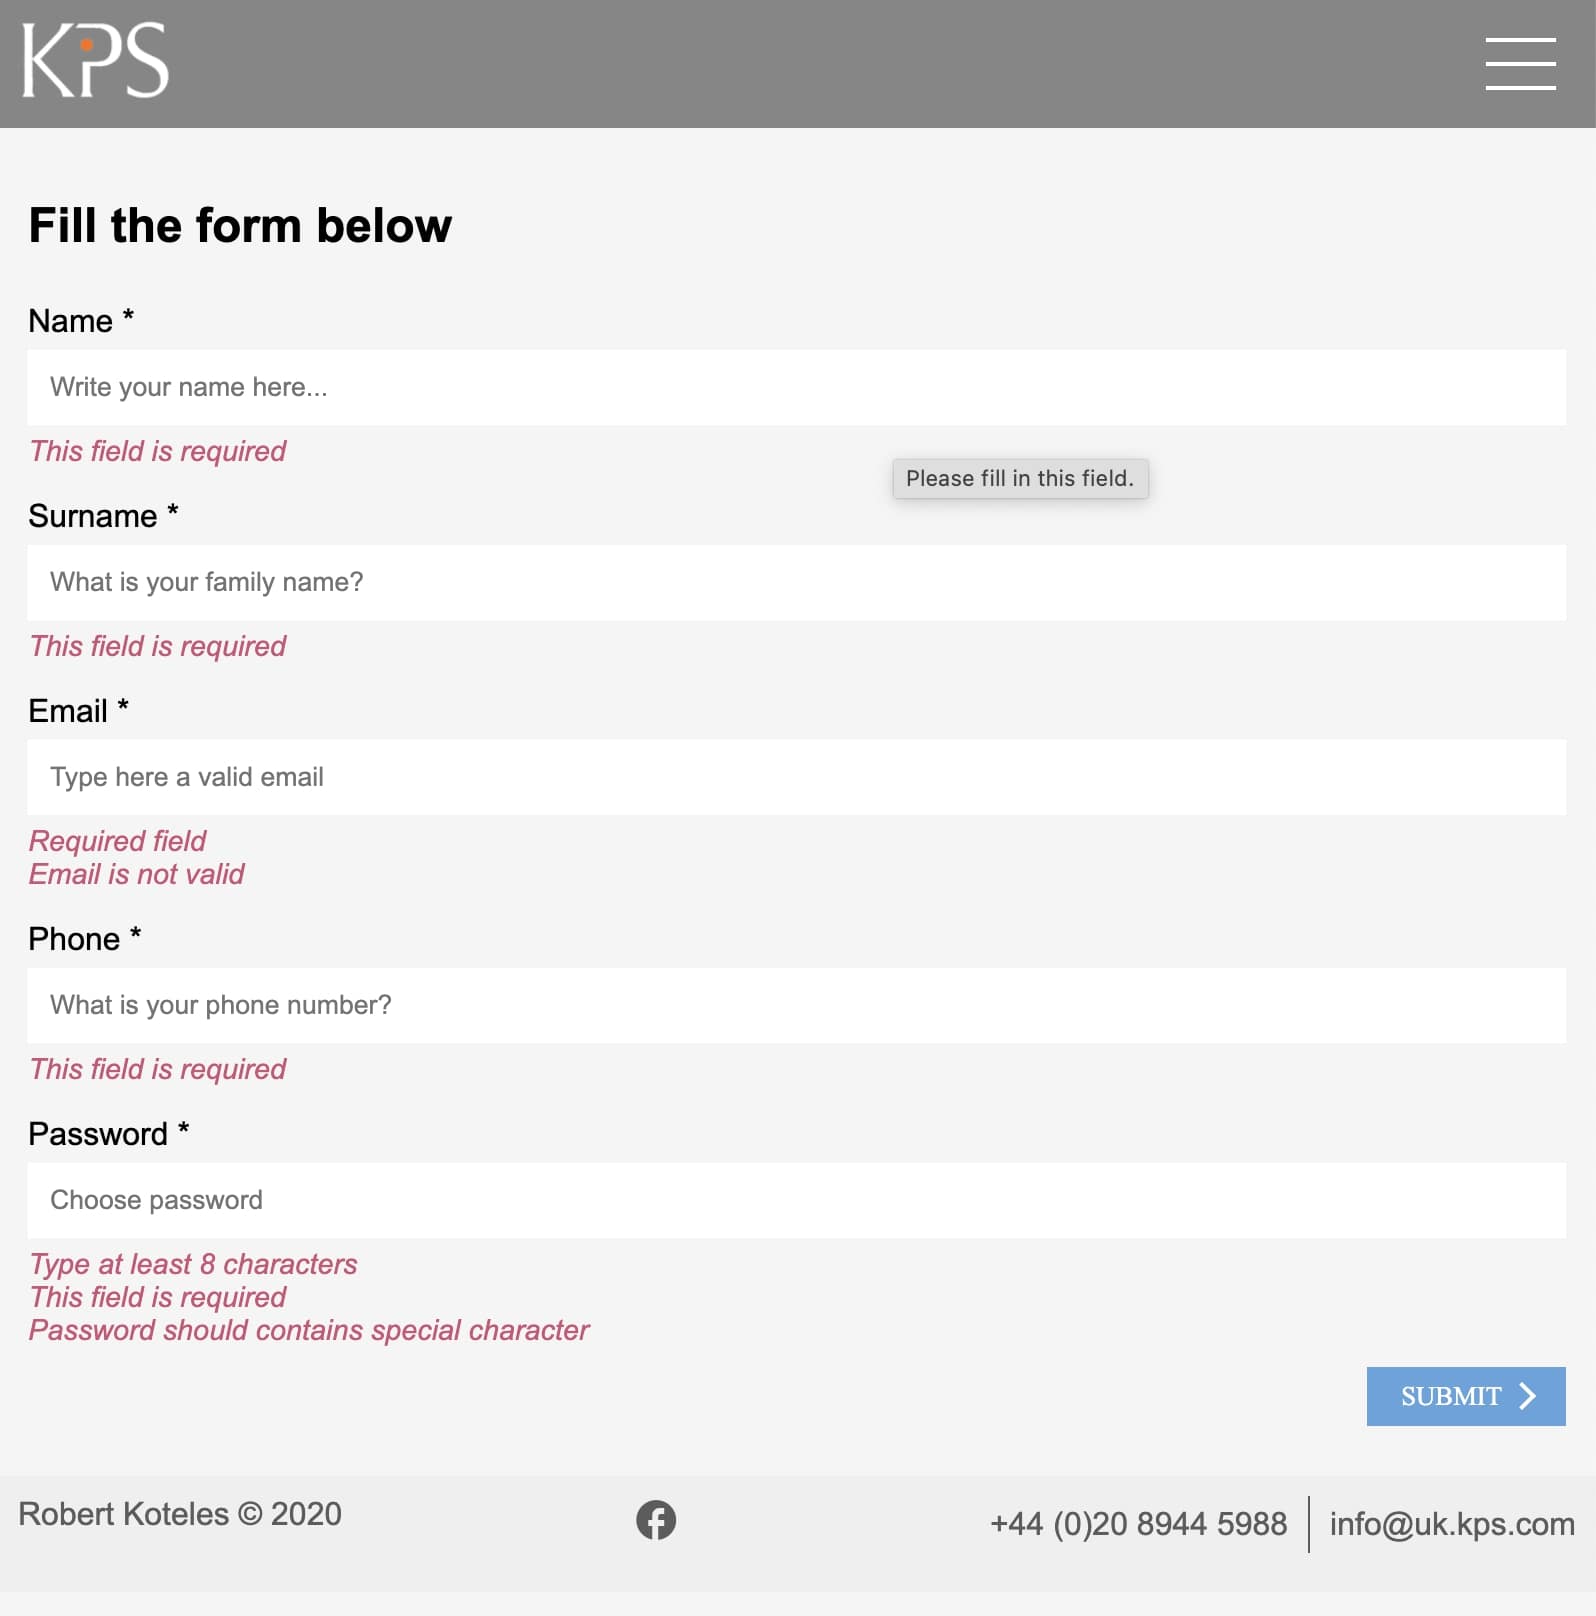 KPS
Fill the form below
Name *
Write your name here...
This field is required
Please fill in this field.
Surname *
What is your family name?
This field is required
Email *
Type here a valid email
Required field
Email is not valid
Phone *
What is your phone number?
This field is required
Password *
Choose password
Type at least 8 characters
This field is required
Password should contains special character
SUBMIT
Robert Koteles © 2020
+44 (0)20 8944 5988
info@uk.kps.com